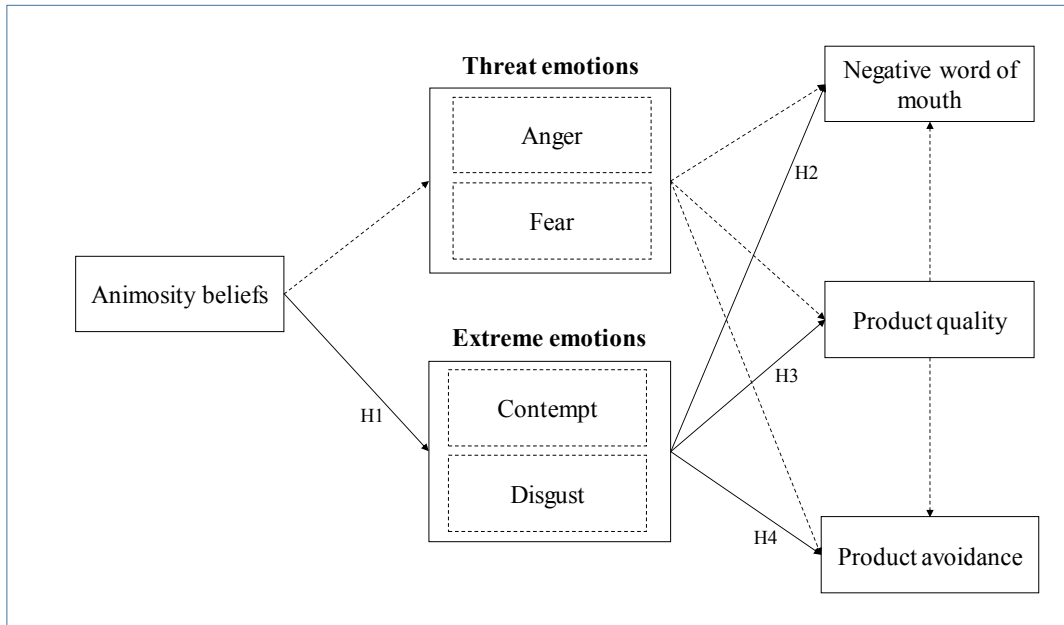 Threat emotions
Negative word of
mouth
Anger
H2
Fear
Animosity beliefs
Product quality
Extreme emotions
H3
Contempt
H1
Disgust
H4
Product avoidance